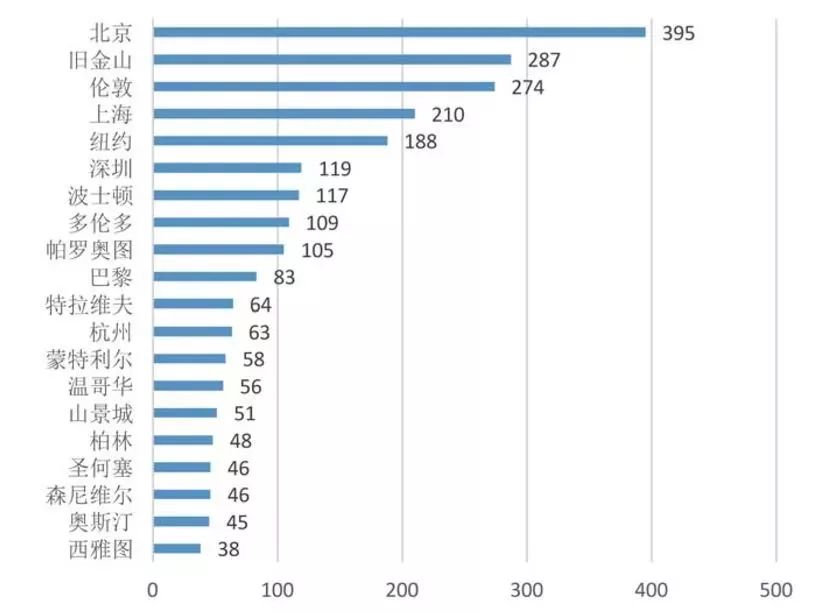 北京 395
旧金山 287
伦敦 274
上海 210
纽约 188
深圳 119
波士顿 117
多伦多 109
帕罗奥图 105
巴黎 83
特拉维夫 64
杭州 63
蒙特利尔 58
温哥华 56
山景城 51
柏林 48
圣何塞 46
森尼维尔 46
奥斯汀 45
西雅图 38
0 100 200 300 400 500